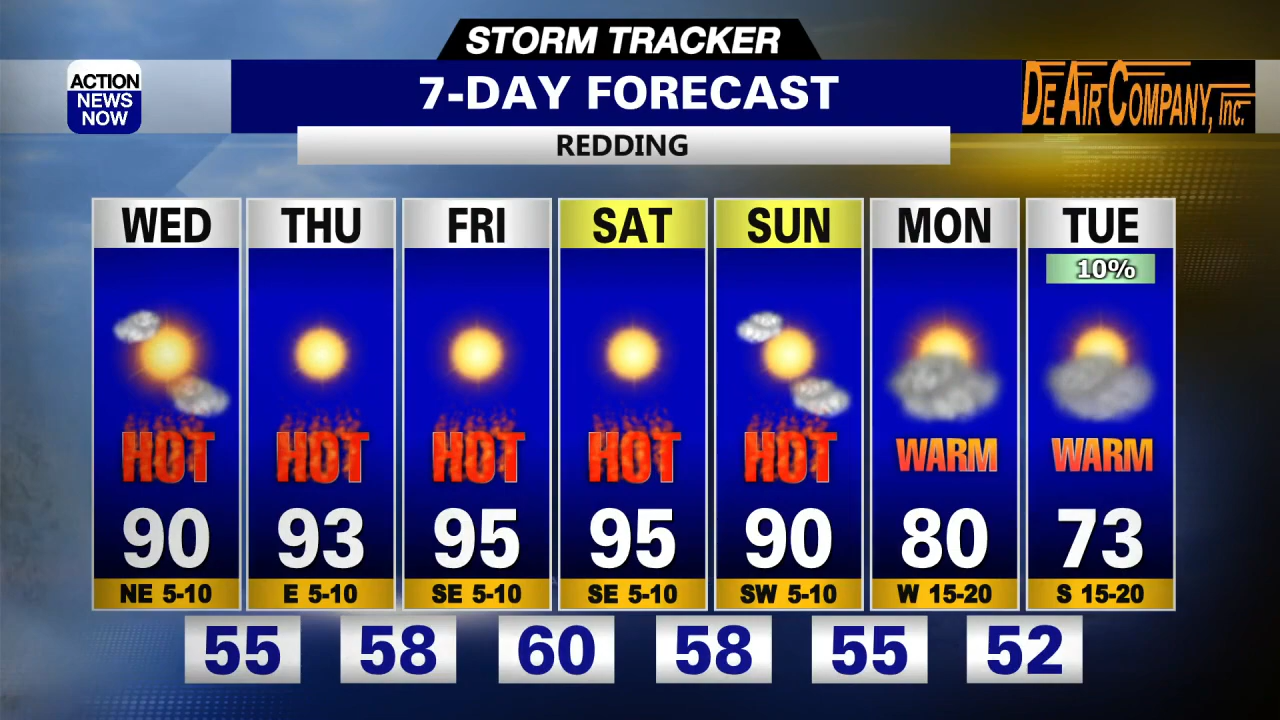 STORM TRACKER
ACTION
NEWS
NOW
7-DAY FORECAST
DE AIR COMPANY, INC.
REDDING
WED THU FRI SAT SUN MON TUE
10%
HOT HOT HOT HOT HOT WARM WARM
90 93 95 95 90 80 73
NE 5-10 E 5-10 SE 5-10 SE 5-10 SW 5-10 W 15-20 S 15-20
55 58 60 58 55 52